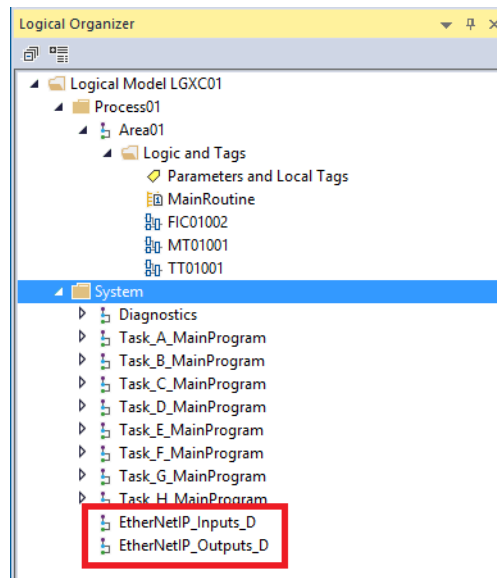 Logical Organizer
Logical Model LGXC01
Process01
Area01
Logic and Tags
Parameters and Local Tags
MainRoutine
FIC01002
MT01001
TT01001
System
Diagnostics
Task_A_MainProgram
Task_B_MainProgram
Task_C_MainProgram
Task_D_MainProgram
Task_E_MainProgram
Task_F_MainProgram
Task_G_MainProgram
Task_H_MainProgram
EtherNetIP_Inputs_D
EtherNetIP_Outputs_D